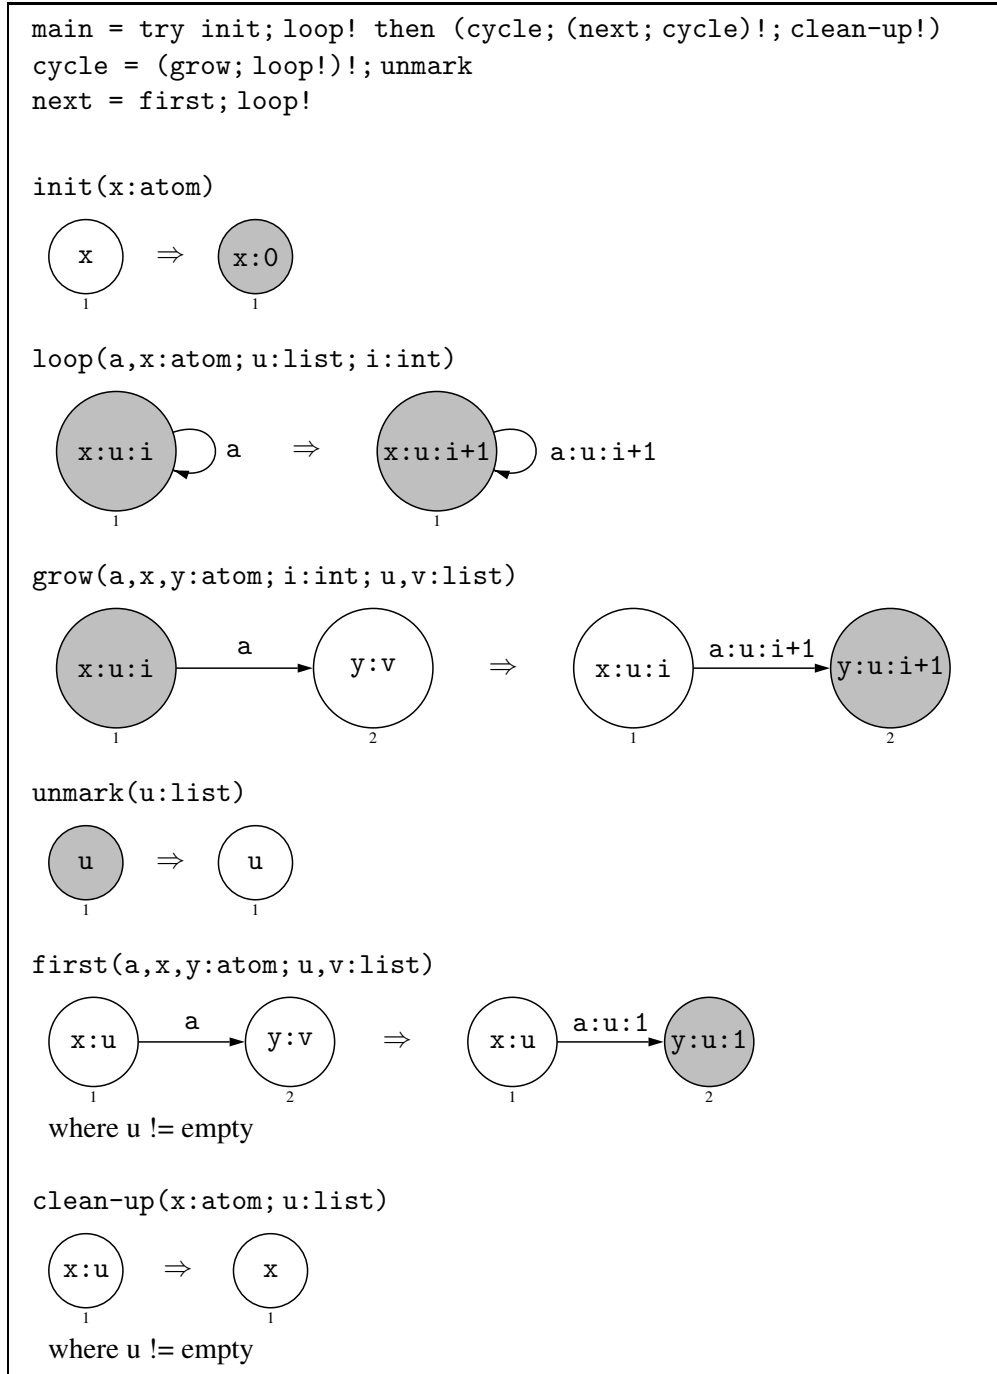 main = try init; loop! then (cycle; (next; cycle)!; clean-up!)
cycle = (grow; loop!)!; unmark
next = first; loop!
init(x:atom)
x ⇒ x:0
1 1
loop(a,x:atom; u:list; i:int)
x:u:i a ⇒ x:u:i+1 a:u:i+1
1 1
grow(a,x,y:atom; i:int; u,v:list)
x:u:i a y:v ⇒ x:u:i a:u:i+1 y:u:i+1
1 2 1 2
unmark(u:list)
u ⇒ u
1 1
first(a,x,y:atom; u,v:list)
x:u a y:v ⇒ x:u a:u:1 y:u:1
1 2 1 2
where u != empty
clean-up(x:atom; u:list)
x:u ⇒ x
1 1
where u != empty